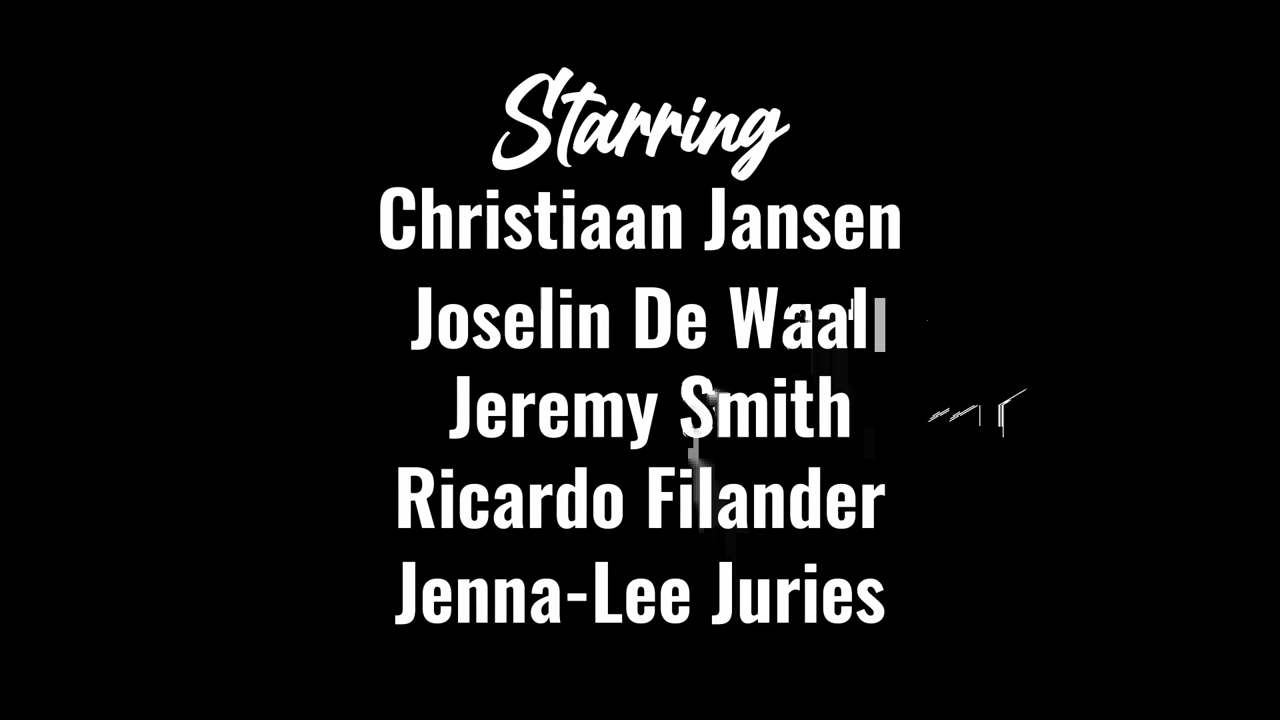 Starring
Christiaan Jansen
Joselin De Waal
Jeremy Smith
Ricardo Filander
Jenna-Lee Juries